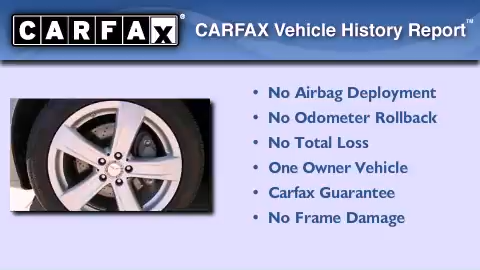 CARFAX® CARFAX Vehicle History Report™
• No Airbag Deployment
• No Odometer Rollback
• No Total Loss
• One Owner Vehicle
• Carfax Guarantee
• No Frame Damage